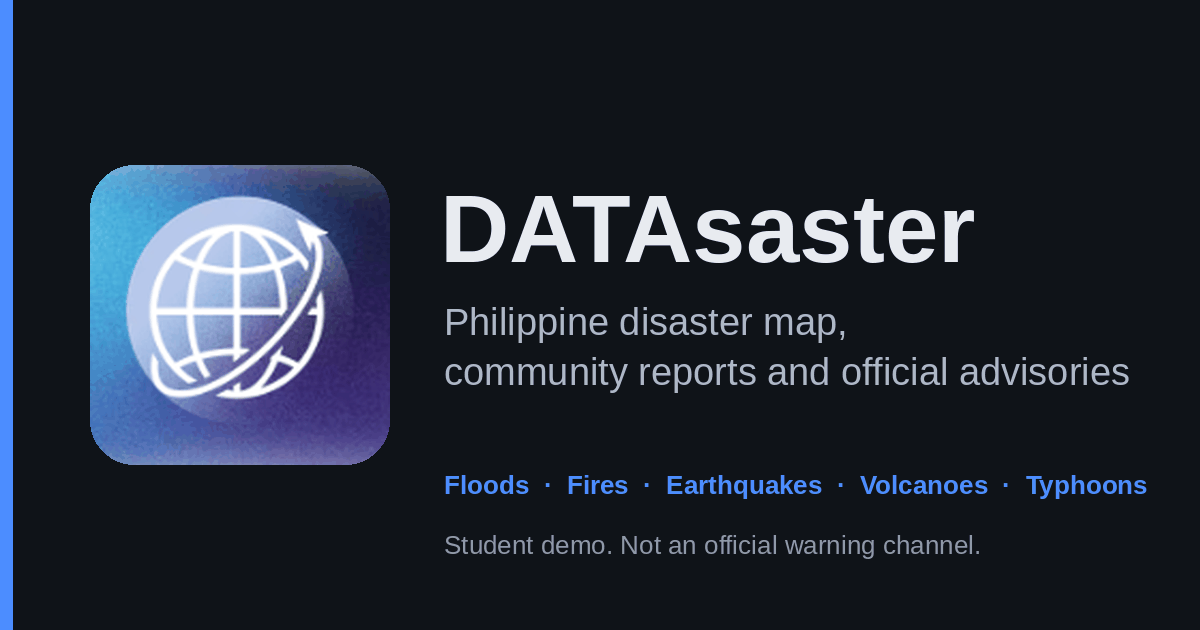 DATAsaster
Philippine disaster map,
community reports and official advisories
Floods · Fires · Earthquakes · Volcanoes · Typhoons
Student demo. Not an official warning channel.